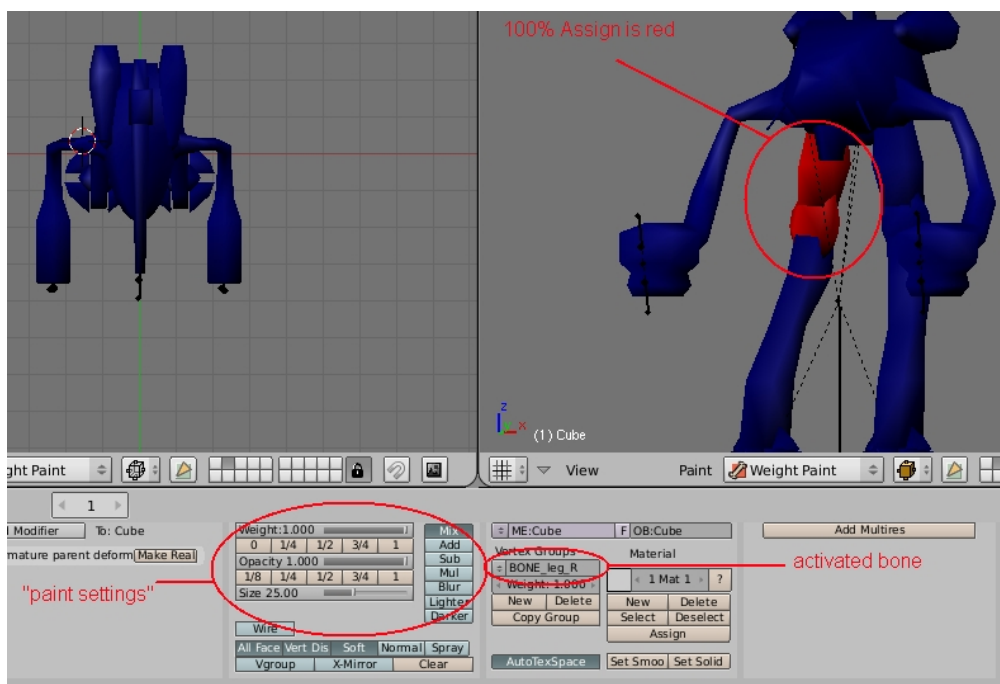 100% Assign is red
z
x
(1) Cube
ght Paint
View
Paint
Weight Paint
1
l Modifier
To: Cube
mature parent deform
Make Real
"paint settings"
Weight:1.000
0 1/4 1/2 3/4 1
Opacity 1.000
1/8 1/4 1/2 3/4 1
Size 25.00
Wire
Mix
Add
Sub
Mul
Blur
Lighter
Darker
All Face Vert Dis Soft Normal Spray
Vgroup X-Mirror Clear
ME:Cube
F OB:Cube
Vertex Groups
BONE_leg_R
Weight: 1.000
New Delete
Copy Group
AutoTexSpace
Material
1 Mat 1 ?
New Delete
Select Deselect
Assign
Set Smoo Set Solid
Add Multires
activated bone